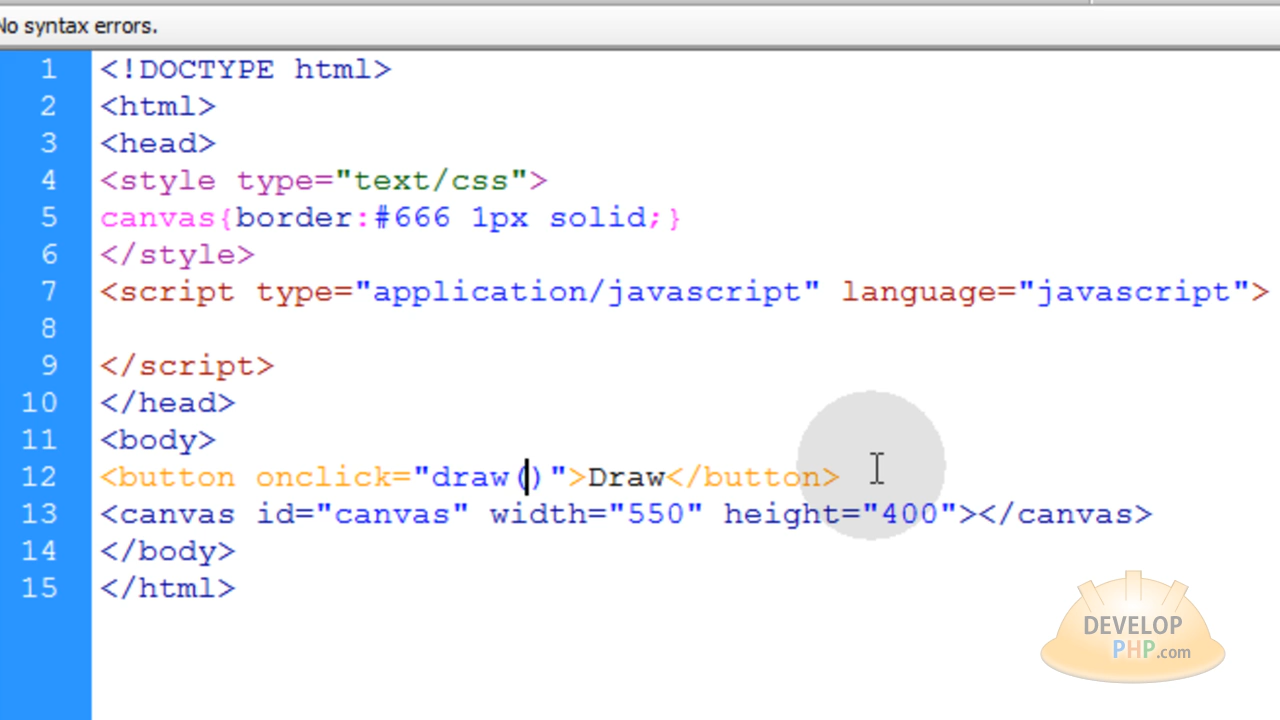 No syntax errors.
1 <!DOCTYPE html>
2 <html>
3 <head>
4 <style type="text/css">
5 canvas{border:#666 1px solid;}
6 </style>
7 <script type="application/javascript" language="javascript">
8
9 </script>
10 </head>
11 <body>
12 <button onclick="draw()">Draw</button>
13 <canvas id="canvas" width="550" height="400"></canvas>
14 </body>
15 </html>
DEVELOP
PHP.com